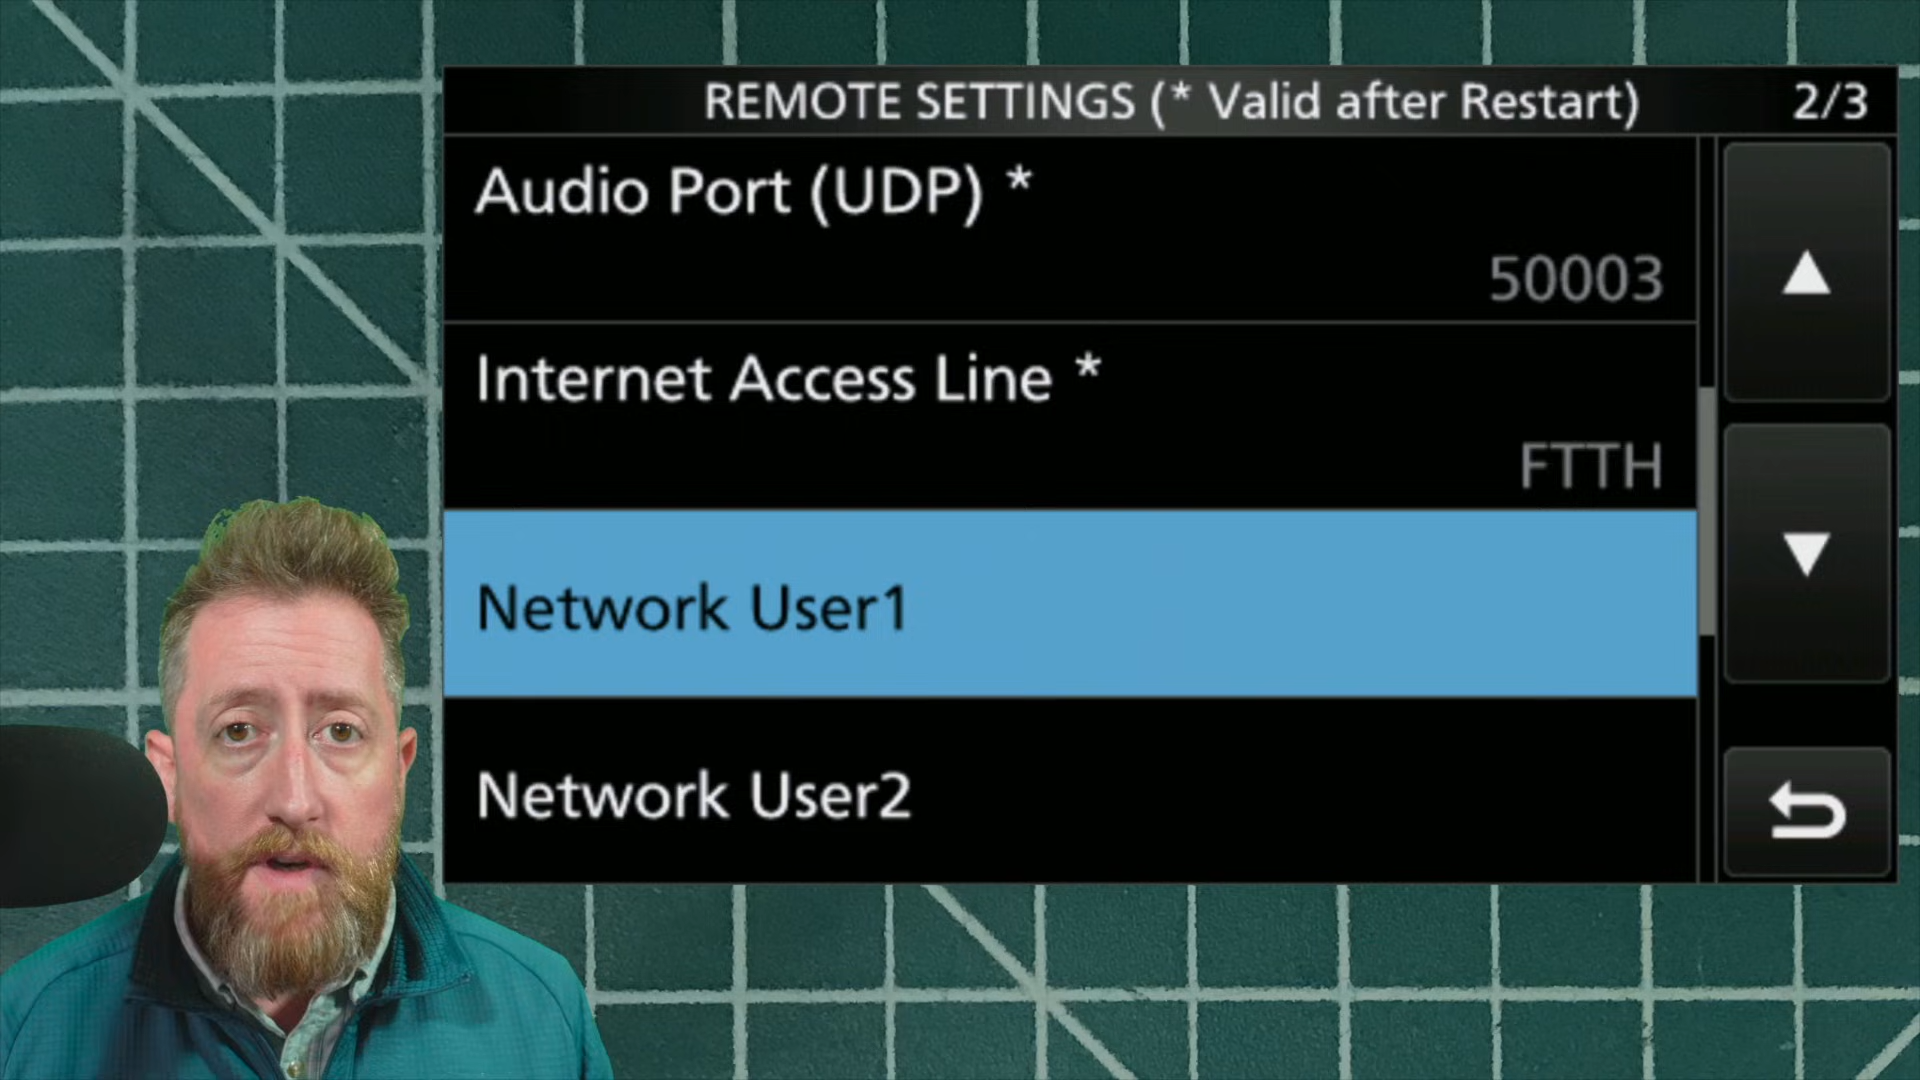 REMOTE SETTINGS (* Valid after Restart) 2/3
Audio Port (UDP) *
50003
Internet Access Line *
FTTH
Network User1
Network User2